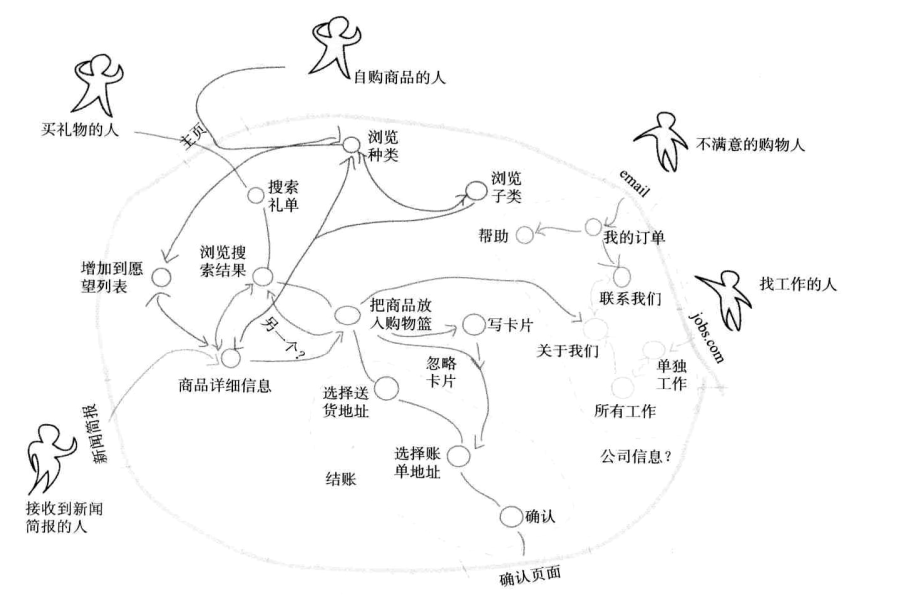 自购商品的人
买礼物的人
主页
浏览
种类
不满意的购物人
email
搜索
礼单
浏览
子类
帮助
我的订单
浏览搜
索结果
增加到愿
望列表
联系我们
找工作的人
jobs.com
把商品放
入购物篮
写卡片
另一个?
关于我们
忽略
卡片
单独
工作
商品详细信息
选择送
货地址
所有工作
新闻简报
选择账
单地址
公司信息?
结账
接收到新闻
简报的人
确认
确认页面